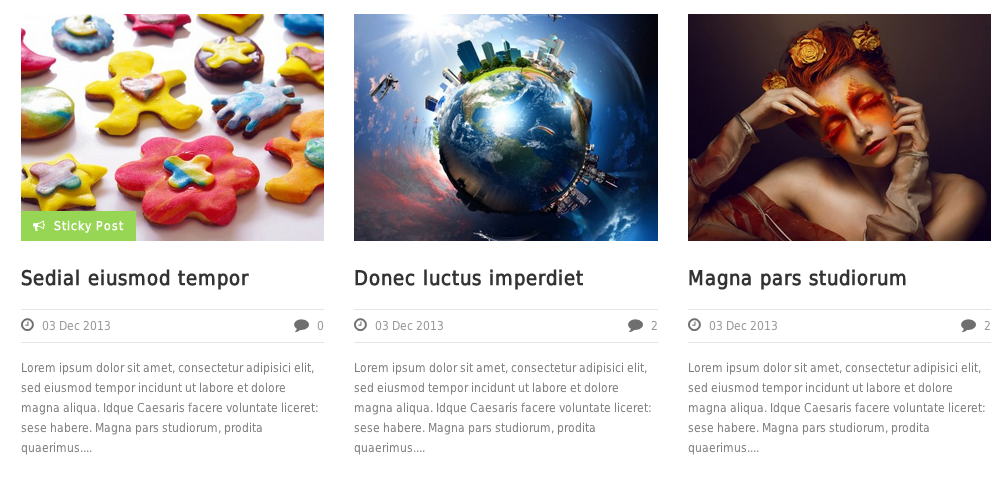 Sticky Post
Sedial eiusmod tempor
03 Dec 2013 0
Lorem ipsum dolor sit amet, consectetur adipisici elit,
sed eiusmod tempor incidunt ut labore et dolore
magna aliqua. Idque Caesaris facere voluntate liceret:
sese habere. Magna pars studiorum, prodita
quaerimus....
Donec luctus imperdiet
03 Dec 2013 2
Lorem ipsum dolor sit amet, consectetur adipisici elit,
sed eiusmod tempor incidunt ut labore et dolore
magna aliqua. Idque Caesaris facere voluntate liceret:
sese habere. Magna pars studiorum, prodita
quaerimus....
Magna pars studiorum
03 Dec 2013 2
Lorem ipsum dolor sit amet, consectetur adipisici elit,
sed eiusmod tempor incidunt ut labore et dolore
magna aliqua. Idque Caesaris facere voluntate liceret:
sese habere. Magna pars studiorum, prodita
quaerimus....